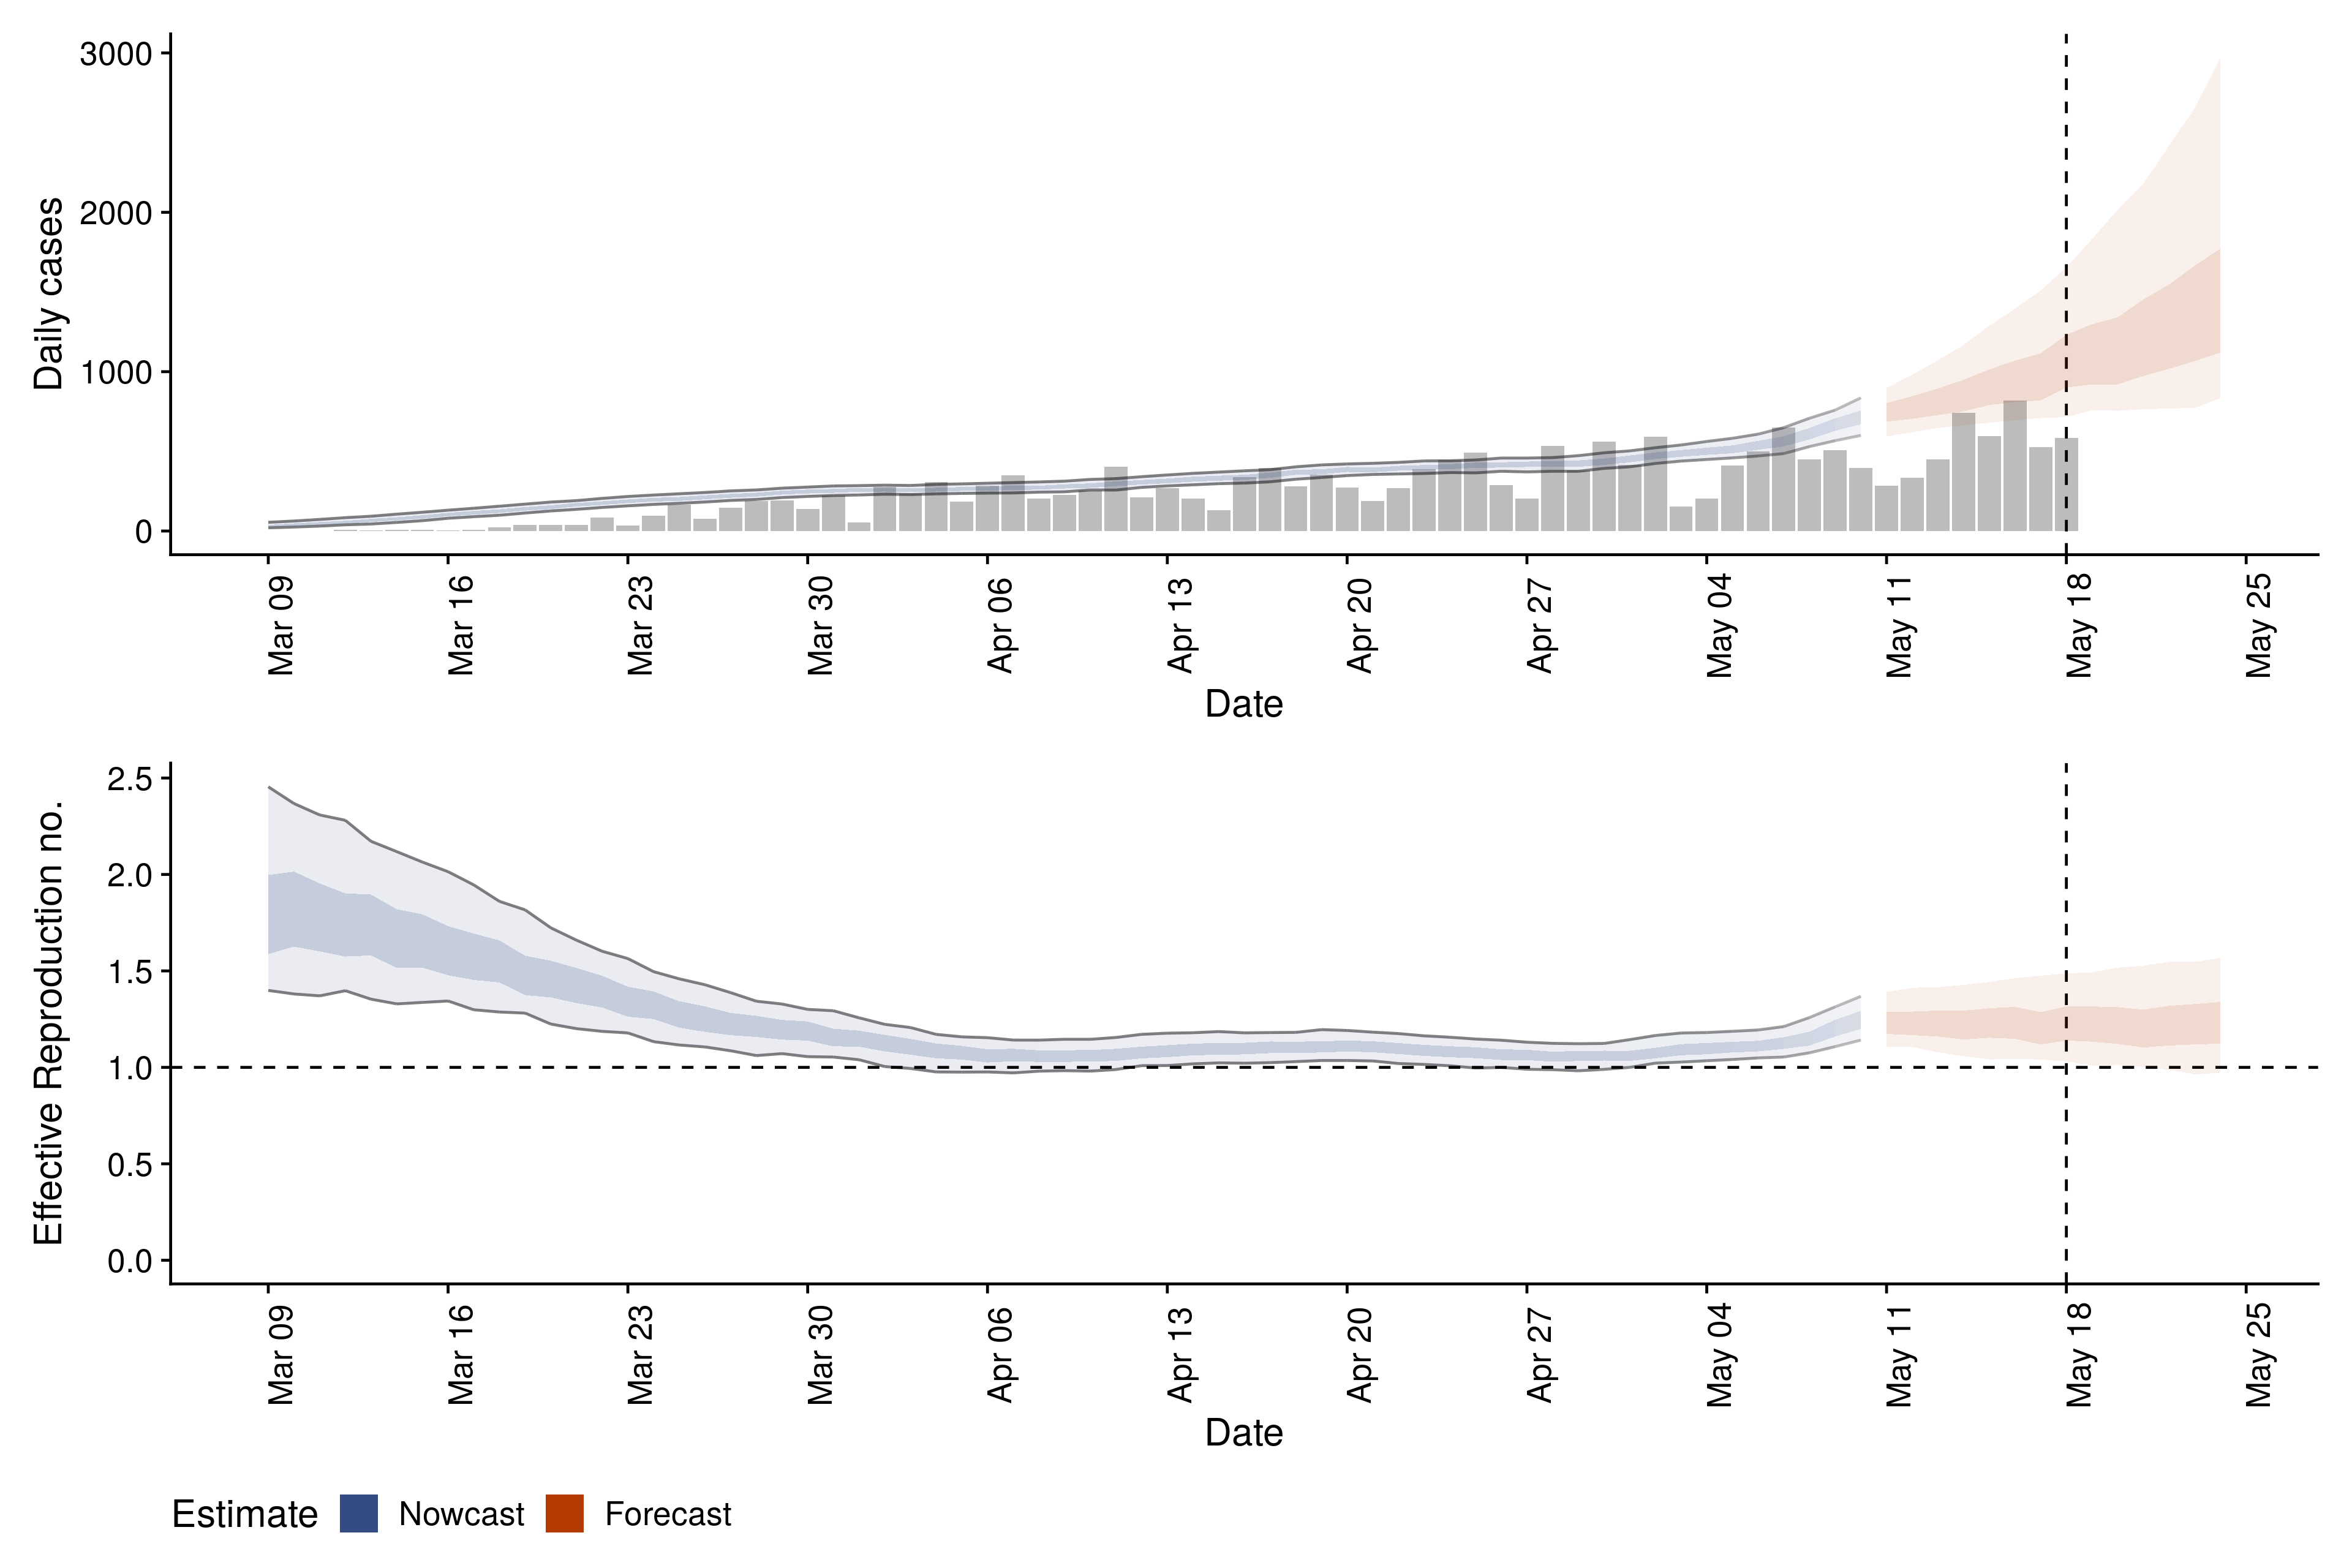 Daily cases
3000
2000
1000
0
Mar 09
Mar 16
Mar 23
Mar 30
Apr 06
Apr 13
Apr 20
Apr 27
May 04
May 11
May 18
May 25
Date
Effective Reproduction no.
2.5
2.0
1.5
1.0
0.5
0.0
Mar 09
Mar 16
Mar 23
Mar 30
Apr 06
Apr 13
Apr 20
Apr 27
May 04
May 11
May 18
May 25
Date
Estimate Nowcast Forecast